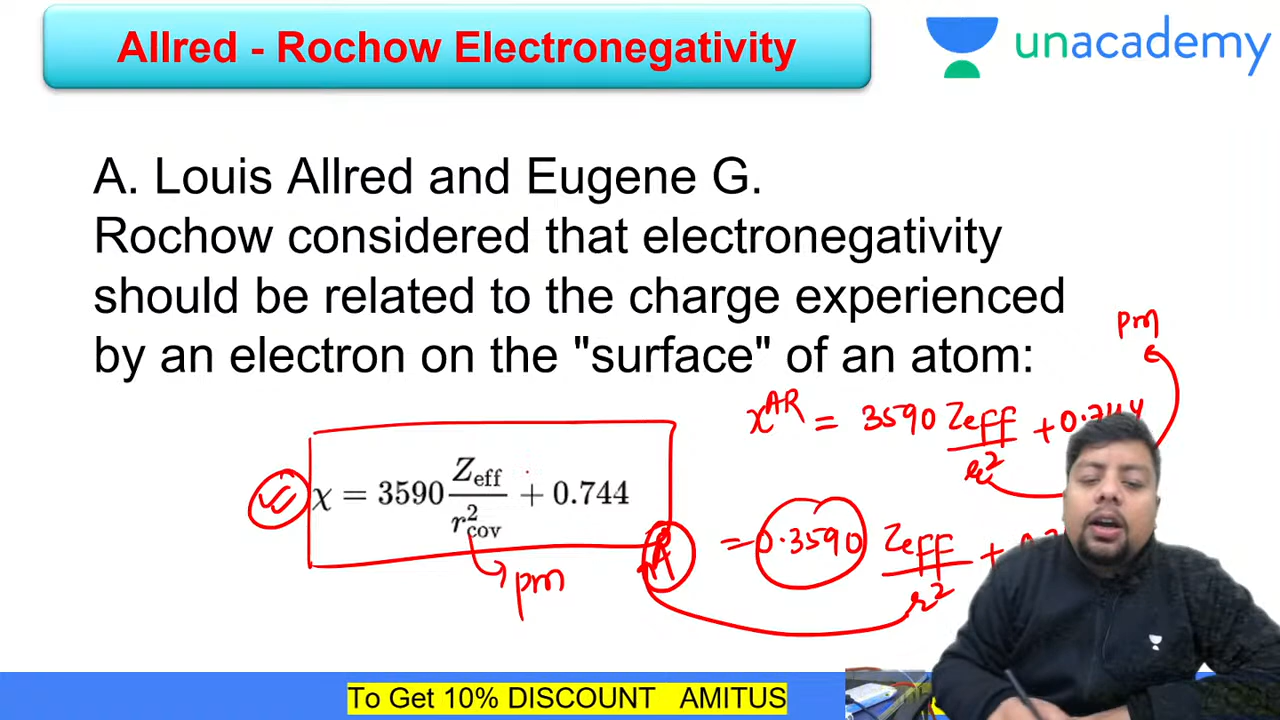 Allred - Rochow Electronegativity
unacademy
A. Louis Allred and Eugene G.
Rochow considered that electronegativity
should be related to the charge experienced
by an electron on the "surface" of an atom:
pm
χ = 3590 Zeff / r²cov + 0.744
pm
Å
xᴬᴿ = 3590 Zeff / r² + 0.744
= 0.3590 Zeff / r² +
To Get 10% DISCOUNT AMITUS